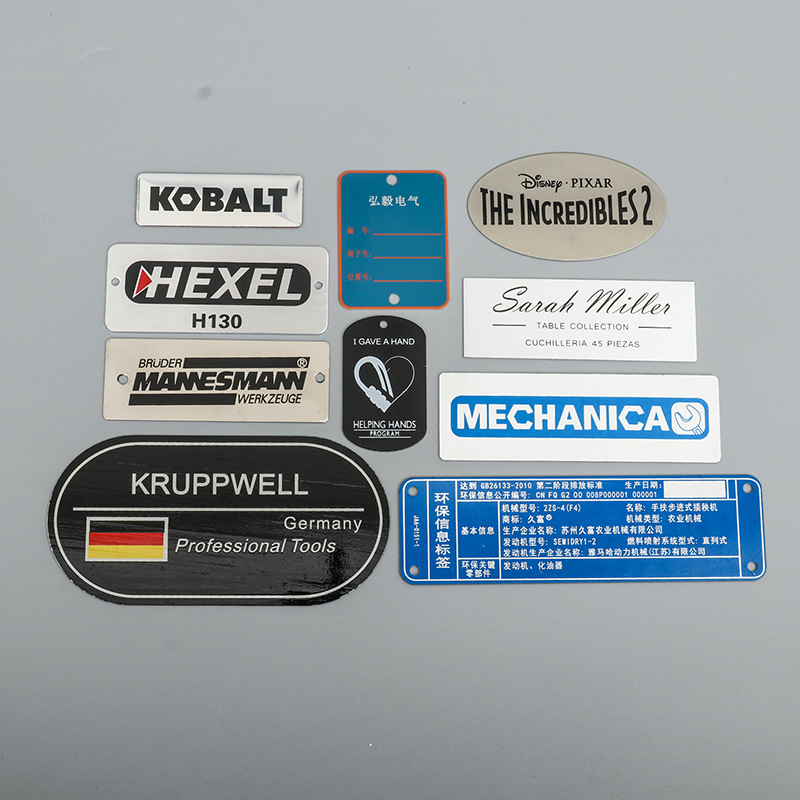 KOBALT
HEXEL
H130
BRÜDER
MANNESMANN®
WERKZEUGE
弘毅电气
编 号:
端子号:
位置号:
Disney · PIXAR
THE INCREDIBLES 2
Sarah Miller
TABLE COLLECTION
CUCHILLERIA 45 PIEZAS
I GAVE A HAND
HELPING HANDS
PROGRAM
MECHANICA
KRUPPWELL
Germany
Professional Tools
环保信息标签
JAM-0151-1
达到 GB26133-2010 第二阶段排放标准 生产日期:
环保信息公开编号: CN FQ G2 00 008P000001 000001
基本信息
机械型号: 2ZS-4(F4) 名称: 手扶步进式插秧机
商标: 久富® 机械类型: 农业机械
生产企业名称: 苏州久富农业机械有限公司
发动机型号: SEMIDRY1-2 燃料喷射系统型式: 直列式
发动机生产企业名称: 雅马哈动力机械(江苏)有限公司
环保关键
零部件
发动机、化油器